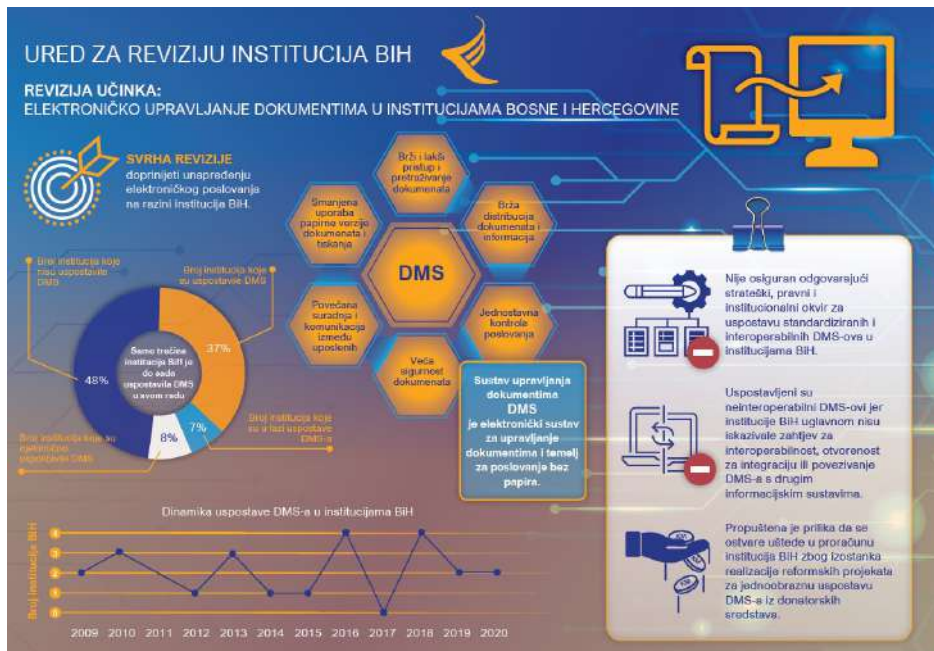 URED ZA REVIZIJU INSTITUCIJA BIH
REVIZIJA UČINKA:
ELEKTRONIČKO UPRAVLJANJE DOKUMENTIMA U INSTITUCIJAMA BOSNE I HERCEGOVINE
SVRHA REVIZIJE
doprinijeti unapređenju
elektroničkog poslovanja
na razini institucije BiH.
Brži i lakši
pristup i
pretraživanje
dokumenata
Smanjena
uporaba
papirne verzije
dokumenata i
tiskanja
Brža
distribucija
dokumenta i
informacija
DMS
Povećana
suradnja i
komunikacija
između
uposlenih
Jednostavna
kontrola
poslovanja
Veća
sigurnost
dokumenata
Broj institucija koje
nisu uspostavile
DMS
Broj institucija koje
su uspostavile DMS
37%
48%
7%
8%
Samo trećina
institucija BiH je
do sada
uspostavila DMS
u svom radu
Broj institucija koje
su u fazi uspostave
DMS-a
Broj institucija koje su
djelimično
uspostavile DMS
Sustav upravljanja
dokumentima
DMS
je elektronički sustav
za upravljanje
dokumentima i temelj
za poslovanje bez
papira.
Nije osiguran odgovarajući
strateški, pravni i
institucionalni okvir za
uspostavu standardiziranih i
interoperabilnih DMS-ova u
institucijama BiH.
Uspostavljeni su
neinteroperabilni DMS-ovi jer
institucije BiH uglavnom nisu
iskazivale zahtjev za
interoperabilnost, otvorenost
za integraciju ili povezivanje
DMS-a s drugim
informacijskim sustavima.
Propuštena je prilika da se
ostvare uštede u proračunu
institucija BiH zbog izostanka
realizacije reformskih projekata
za jednoobraznu uspostavu
DMS-a iz donatorskih
sredstava.
Dinamika uspostave DMS-a u institucijama BiH
Broj institucija BiH
4
3
2
1
0
2009 2010 2011 2012 2013 2014 2015 2016 2017 2018 2019 2020